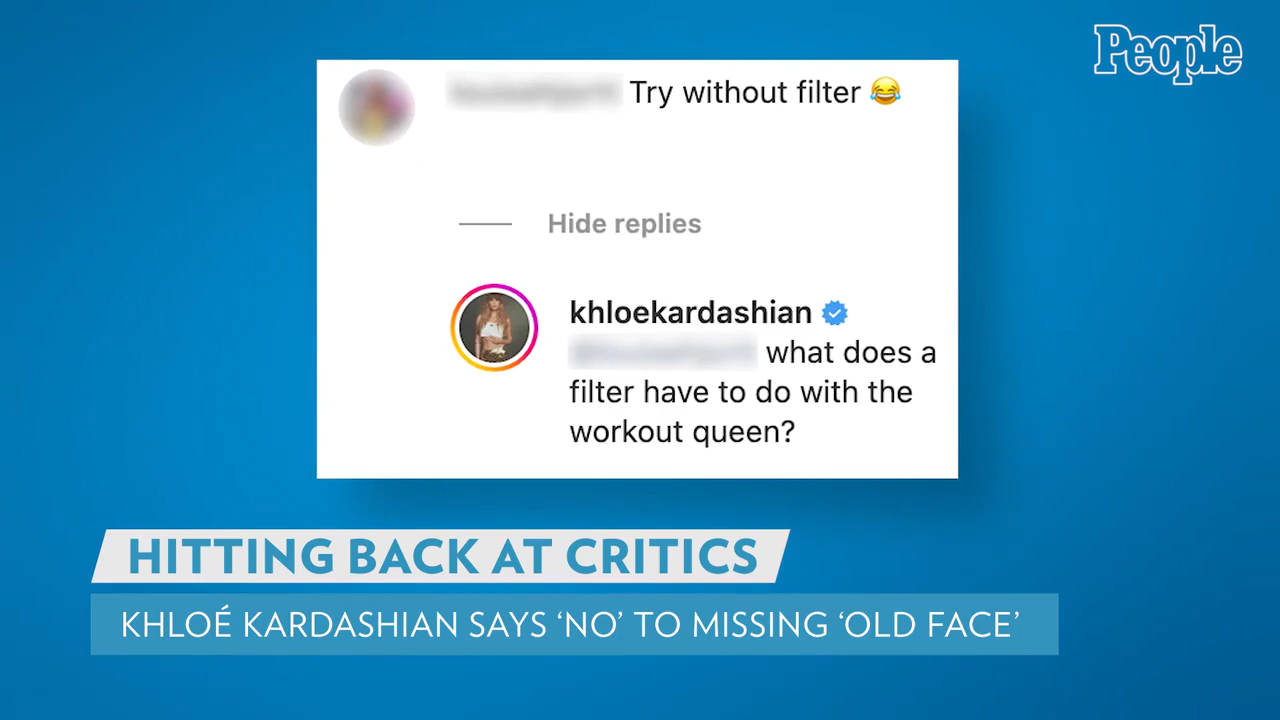 People
Try without filter 😂
Hide replies
khloekardashian
what does a
filter have to do with the
workout queen?
HITTING BACK AT CRITICS
KHLOÉ KARDASHIAN SAYS ‘NO’ TO MISSING ‘OLD FACE’